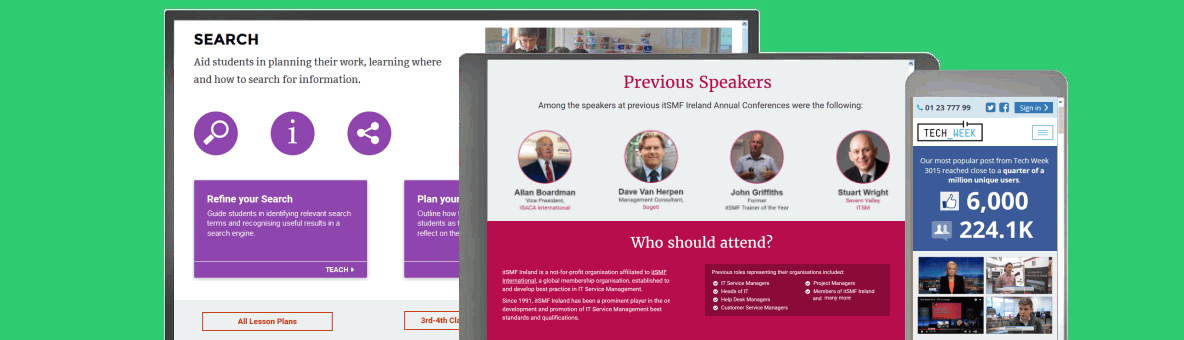 SEARCH
Aid students in planning their work, learning where
and how to search for information.
Refine your Search
Guide students in identifying relevant search
terms and recognising useful results in a
search engine.
TEACH
Plan your
Outline how
students as
reflect on the
All Lesson Plans
3rd-4th Cla
Previous Speakers
Among the speakers at previous itSMF Ireland Annual Conferences were the following:
Allan Boardman
Vice President,
ISACA International
Dave Van Herpen
Management Consultant,
Sogeti
John Griffiths
Former
itSMF Trainer of the Year
Stuart Wright
Severn Valley
ITSM
Who should attend?
itSMF Ireland is a not-for-profit organisation affiliated to itSMF
International, a global membership organisation, established to
and develop best practice in IT Service Management.
Since 1991, itSMF Ireland has been a prominent player in the on
development and promotion of IT Service Management best
standards and qualifications.
Previous roles representing their organisations included:
IT Service Managers
Heads of IT
Help Desk Managers
Customer Service Managers
Project Managers
Members of itSMF Ireland
and many more
01 23 777 99
Sign in
TECH_WEEK
Our most popular post from Tech Week
3015 reached close to a quarter of a
million unique users.
6,000
224.1K